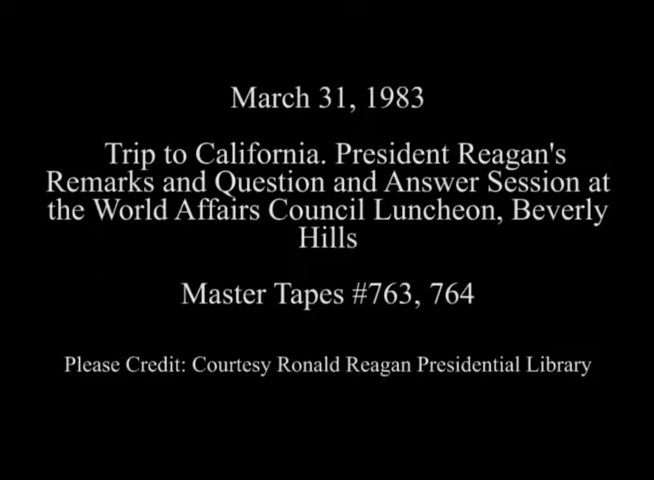 March 31, 1983
Trip to California. President Reagan's
Remarks and Question and Answer Session at
the World Affairs Council Luncheon, Beverly
Hills
Master Tapes #763, 764
Please Credit: Courtesy Ronald Reagan Presidential Library